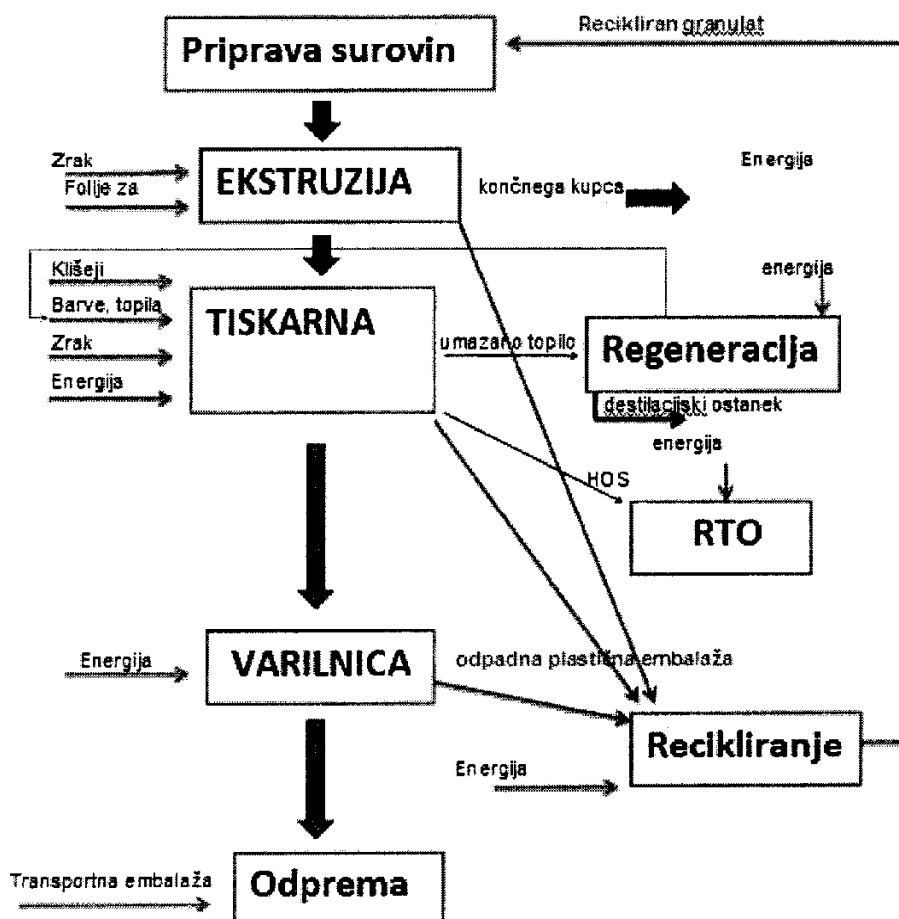 Recikliran granulat
Priprava surovin
Zrak
Folije za
EKSTRUZIJA
končnega kupca
Energija
Klišeji
Barve, topila
Zrak
Energija
TISKARNA
umazano topilo
energija
Regeneracija
destilacijski ostanek
energija
HOS
RTO
Energija
VARILNICA
odpadna plastična embalaža
Recikliranje
Energija
Transportna embalaža
Odprema